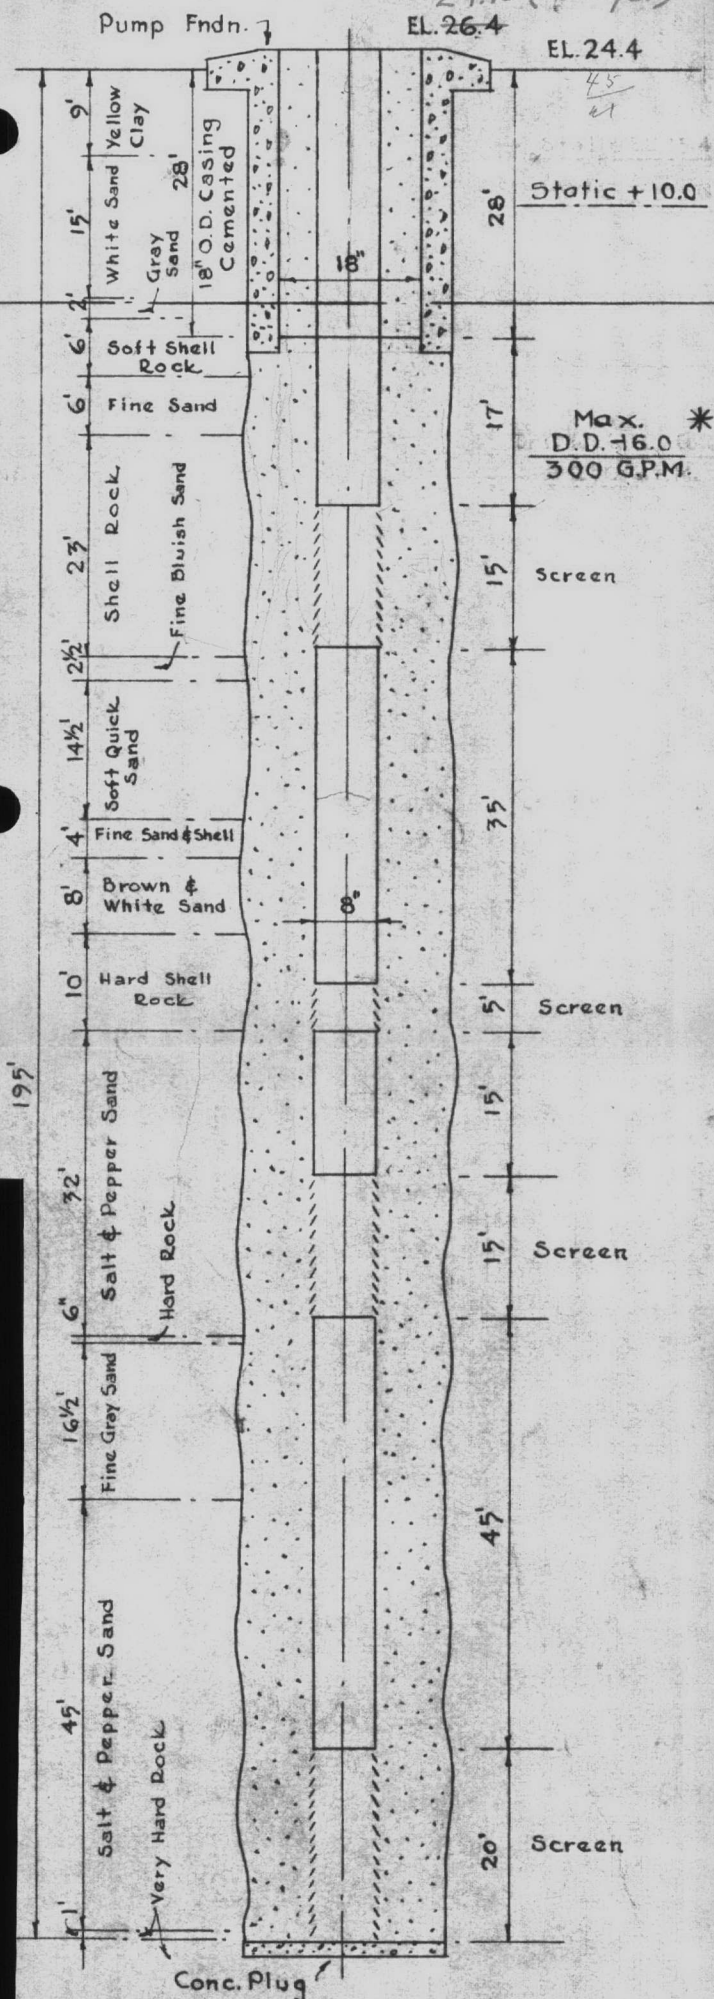 Pump Fndn.
EL. 26.4
EL. 24.4
45
9'
Yellow
Clay
15'
White Sand
2'
Gray
Sand
28'
18" O.D. Casing
Cemented
18"
28'
Static + 10.0
6'
Soft Shell
Rock
6'
Fine Sand
17'
Max. *
D.D. -16.0
300 G.P.M.
23'
Shell Rock
Fine Bluish Sand
15'
Screen
2½'
14½'
Soft Quick
Sand
35'
4'
Fine Sand & Shell
8'
Brown &
White Sand
8"
10'
Hard Shell
Rock
5'
Screen
195'
32'
Salt & Pepper Sand
15'
15'
Screen
6"
Hard Rock
16½'
Fine Gray Sand
45'
45'
Salt & Pepper Sand
20'
Screen
1'
Very Hard Rock
Conc. Plug